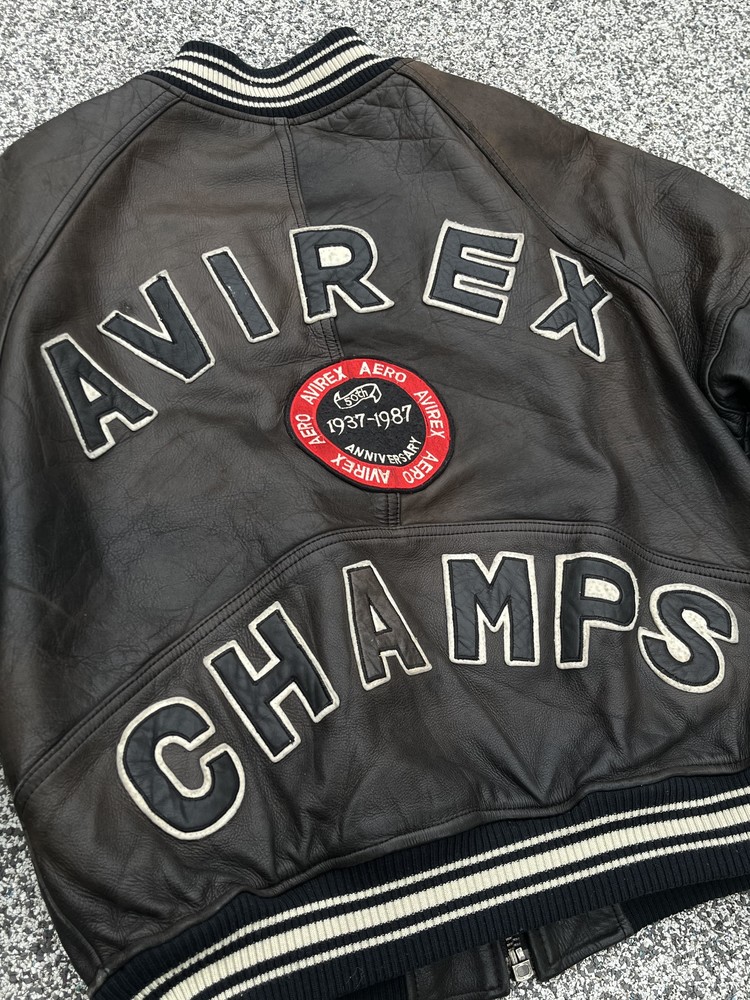 AVIREX
AVIREX AERO AVIREX AERO AVIREX AERO
50th
1937-1987
ANNIVERSARY
CHAMPS